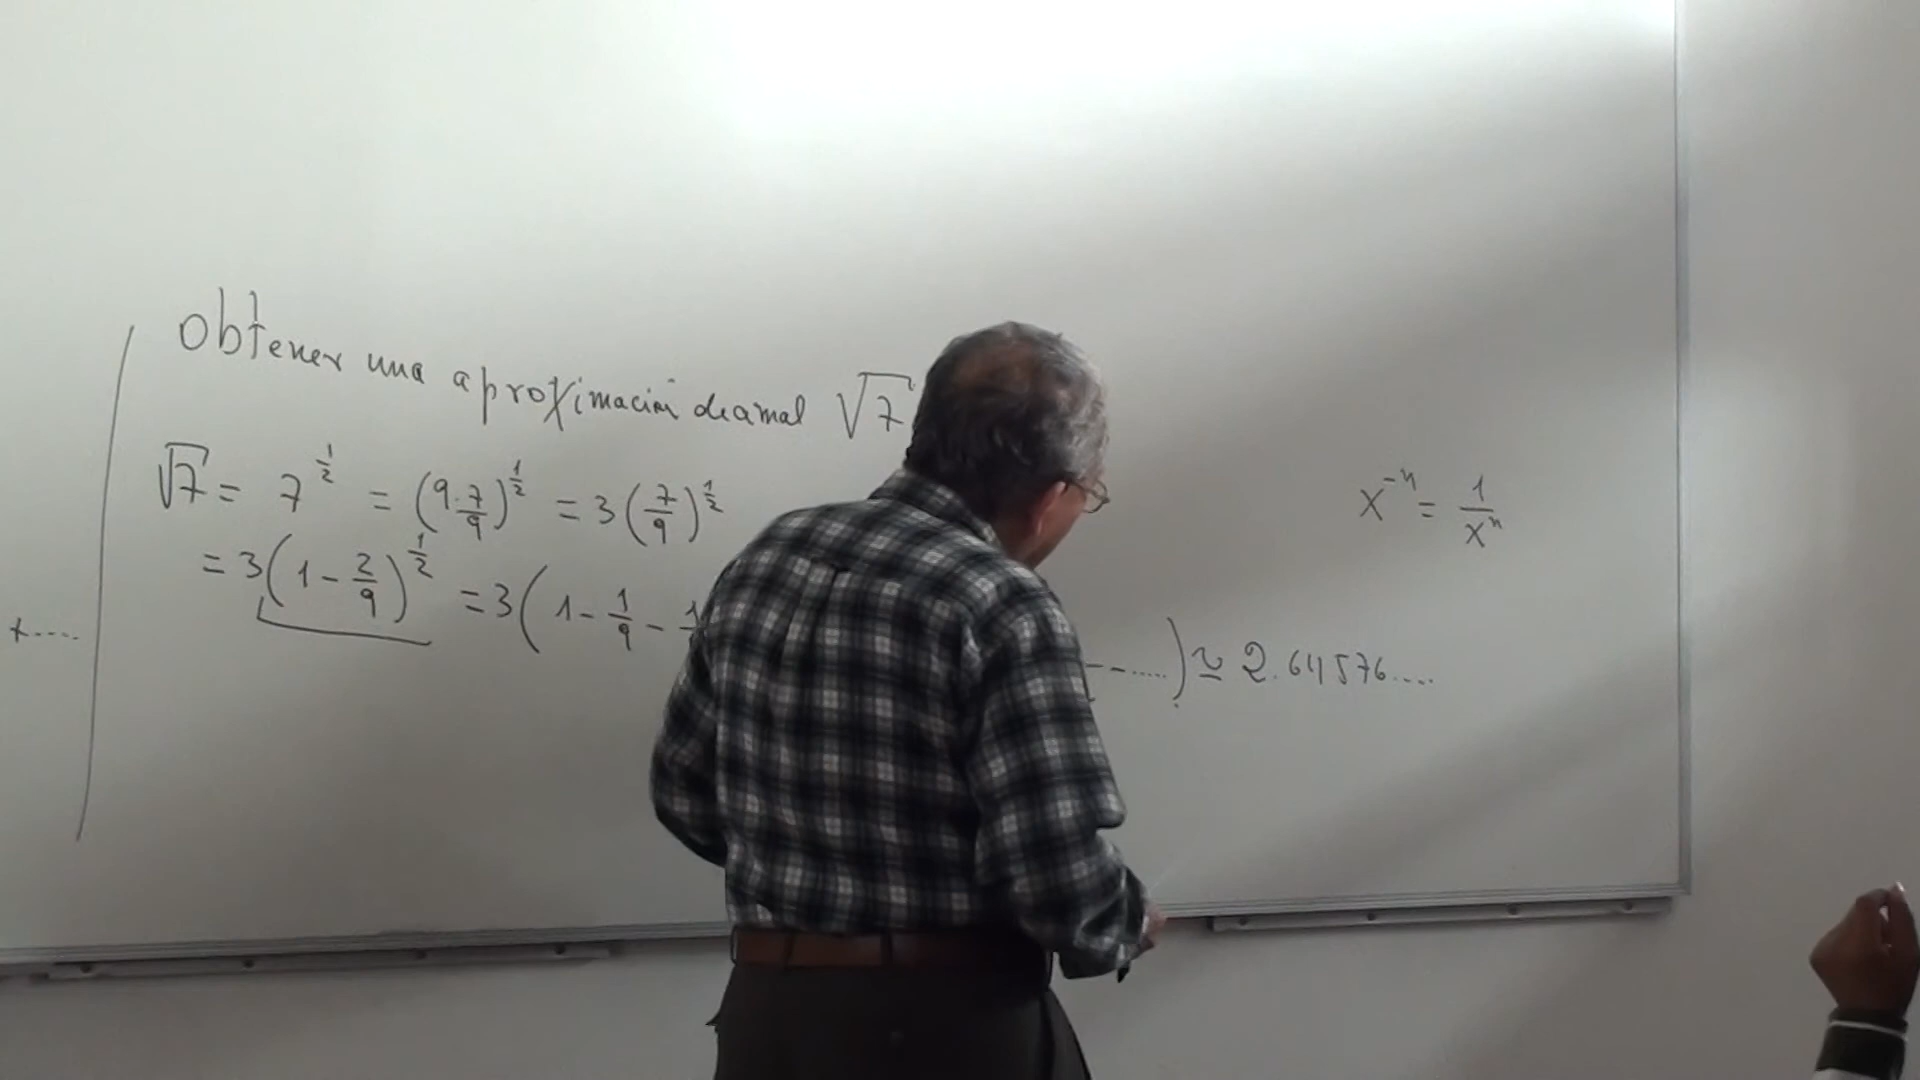 Obtener una aproximación decimal √7
√7 = 7^{1/2} = (9·7/9)^{1/2} = 3(7/9)^{1/2}
x^{-n} = 1/x^n
= 3(1 - 2/9)^{1/2} = 3(1 - 1/9 - 1
- - .....) ≃ 2.64576....
+....